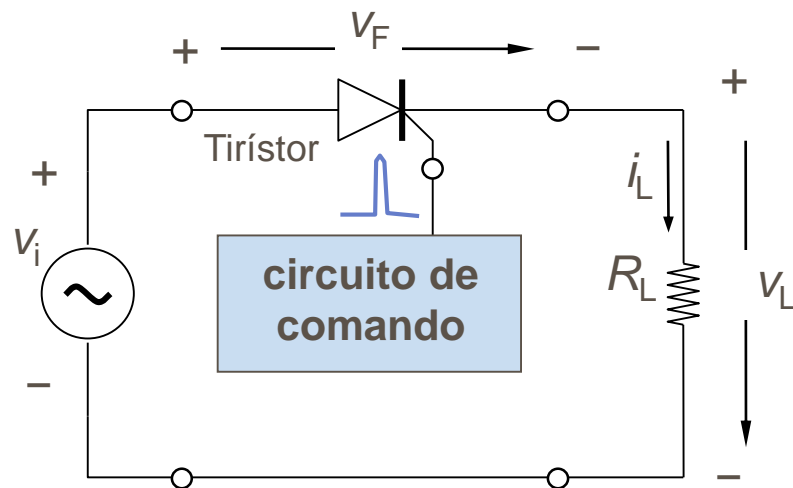 + vF −
Tirístor
+
+
vi
−
circuito de
comando
iL
RL
vL
−